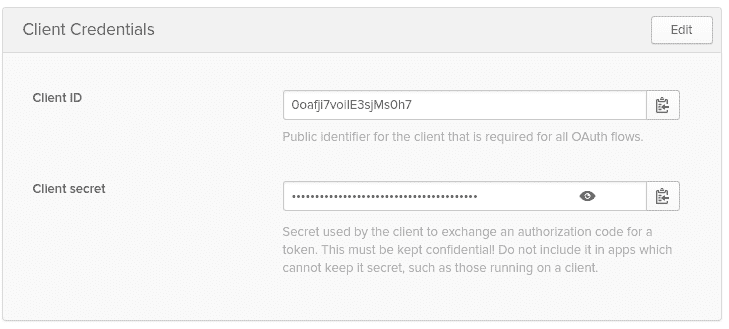 Client Credentials
Edit
Client ID
0oafji7voilE3sjMs0h7
Public identifier for the client that is required for all OAuth flows.
Client secret
••••••••••••••••••••••••••••••••••••••••
Secret used by the client to exchange an authorization code for a
token. This must be kept confidential! Do not include it in apps which
cannot keep it secret, such as those running on a client.